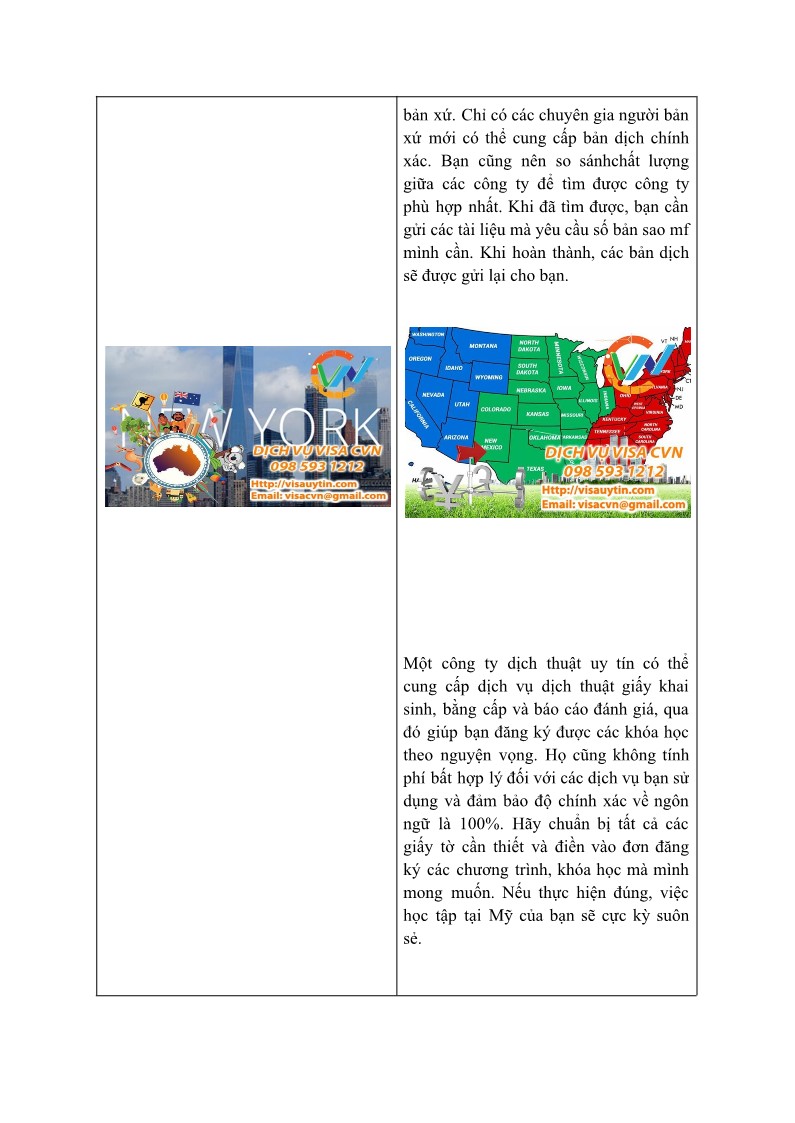 bản xứ. Chỉ có các chuyên gia người bản
xứ mới có thể cung cấp bản dịch chính
xác. Bạn cũng nên so sánhchất lượng
giữa các công ty để tìm được công ty
phù hợp nhất. Khi đã tìm được, bạn cần
gửi các tài liệu mà yêu cầu số bản sao mf
mình cần. Khi hoàn thành, các bản dịch
sẽ được gửi lại cho bạn.
NEW YORK
DỊCH VỤ VISA CVN
098 593 1212
Http://visauytin.com
Email: visacvn@gmail.com
WASHINGTON
MONTANA
NORTH
DAKOTA
MINNESOTA
VT NH
OREGON
IDAHO
SOUTH
DAKOTA
WYOMING
NEVADA
NEBRASKA
IOWA
ILLINOIS
INDIANA
OHIO
NJ
DE
MD
UTAH
COLORADO
KANSAS
MISSOURI
KENTUCKY
WEST
VIRGINIA
VIRGINIA
CALIFORNIA
NORTH
CAROLINA
TENNESSEE
ARIZONA
NEW
MEXICO
OKLAHOMA
ARKANSAS
SOUTH
CAROLINA
TEXAS
DỊCH VỤ VISA CVN
098 593 1212
Http://visauytin.com
Email: visacvn@gmail.com
Một công ty dịch thuật uy tín có thể
cung cấp dịch vụ dịch thuật giấy khai
sinh, bằng cấp và báo cáo đánh giá, qua
đó giúp bạn đăng ký được các khóa học
theo nguyện vọng. Họ cũng không tính
phí bất hợp lý đối với các dịch vụ bạn sử
dụng và đảm bảo độ chính xác về ngôn
ngữ là 100%. Hãy chuẩn bị tất cả các
giấy tờ cần thiết và điền vào đơn đăng
ký các chương trình, khóa học mà mình
mong muốn. Nếu thực hiện đúng, việc
học tập tại Mỹ của bạn sẽ cực kỳ suôn
sẻ.